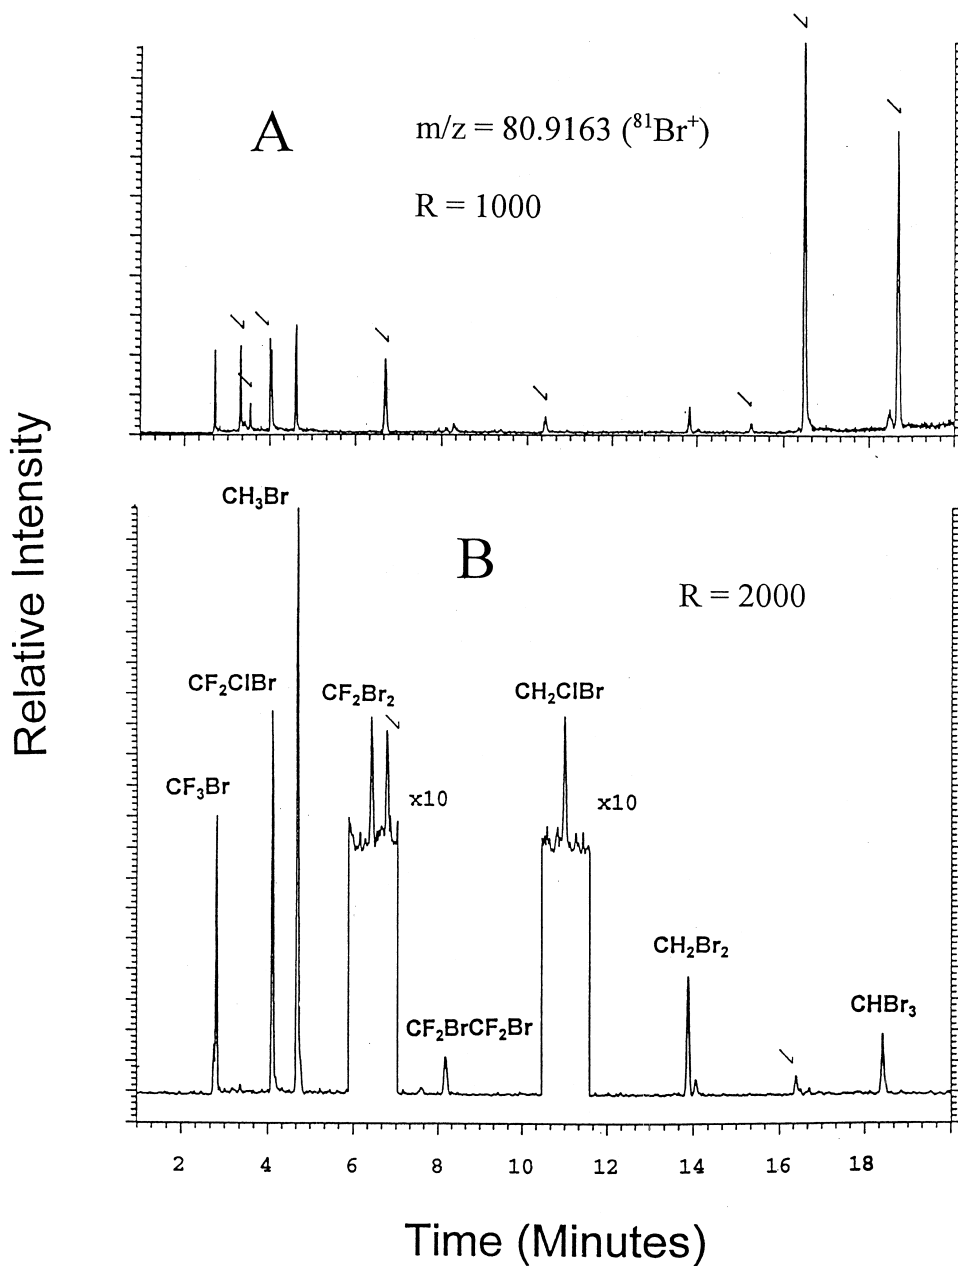 A
m/z = 80.9163 (⁸¹Br⁺)
R = 1000
Relative Intensity
CH₃Br
B
R = 2000
CF₂ClBr
CF₂Br₂
CH₂ClBr
CF₃Br
x10
x10
CH₂Br₂
CHBr₃
CF₂BrCF₂Br
2 4 6 8 10 12 14 16 18
Time (Minutes)